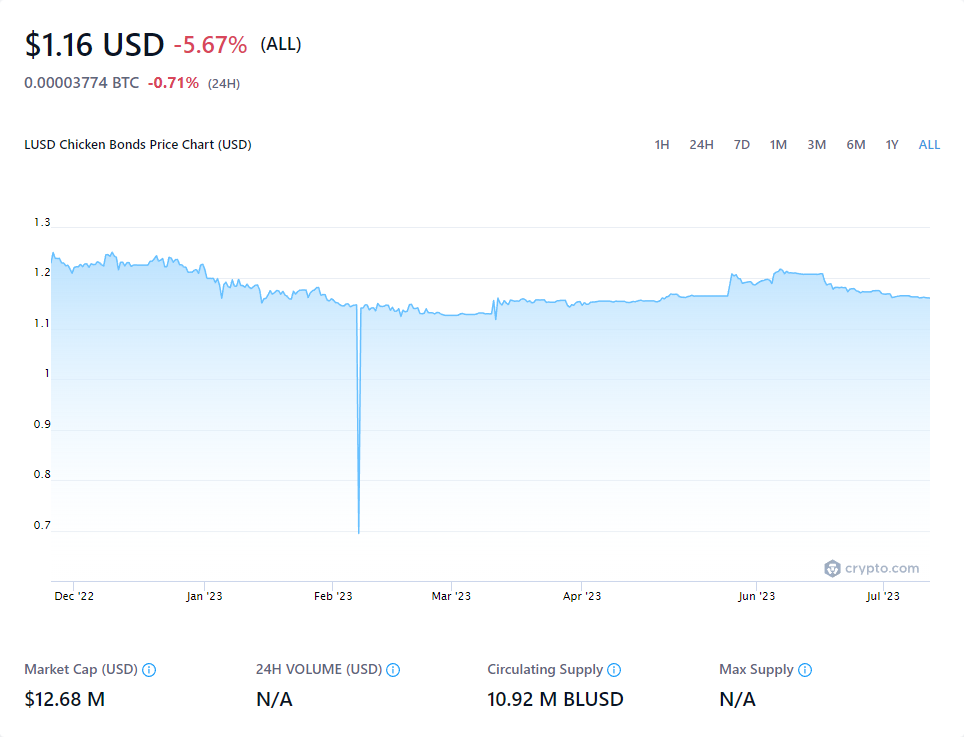 $1.16 USD -5.67% (ALL)
0.00003774 BTC -0.71% (24H)
LUSD Chicken Bonds Price Chart (USD) 1H 24H 7D 1M 3M 6M 1Y ALL
1.3
1.2
1.1
1
0.9
0.8
0.7
crypto.com
Dec '22 Jan '23 Feb '23 Mar '23 Apr '23 Jun '23 Jul '23
Market Cap (USD) 24H VOLUME (USD) Circulating Supply Max Supply
$12.68 M N/A 10.92 M BLUSD N/A